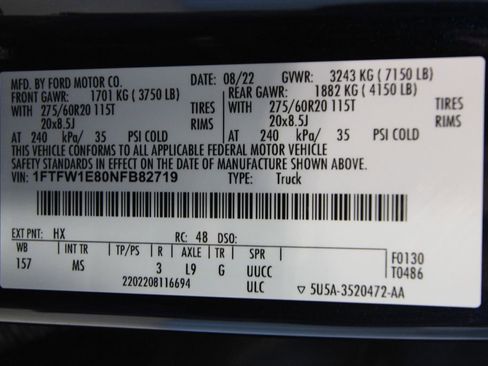 MFD. BY FORD MOTOR CO. DATE: 08/22 GVWR: 3243 KG ( 7150 LB)
FRONT GAWR: 1701 KG ( 3750 LB) REAR GAWR: 1882 KG ( 4150 LB)
WITH 275/60R20 115T TIRES WITH 275/60R20 115T TIRES
20x8.5J RIMS 20x8.5J RIMS
AT 240 kPa/ 35 PSI COLD AT 240 kPa/ 35 PSI COLD
THIS VEHICLE CONFORMS TO ALL APPLICABLE FEDERAL MOTOR VEHICLE
SAFETY STANDARDS IN EFFECT ON THE DATE OF MANUFACTURE SHOWN ABOVE.
VIN: 1FTFW1E80NFB82719 TYPE: Truck
EXT PNT: HX RC: 48 DSO:
WB INT TR TP/PS R AXLE TR SPR F0130
157 MS 3 L9 G UUCC T0486
2202208116694 ULC ▽ 5U5A-3520472-AA